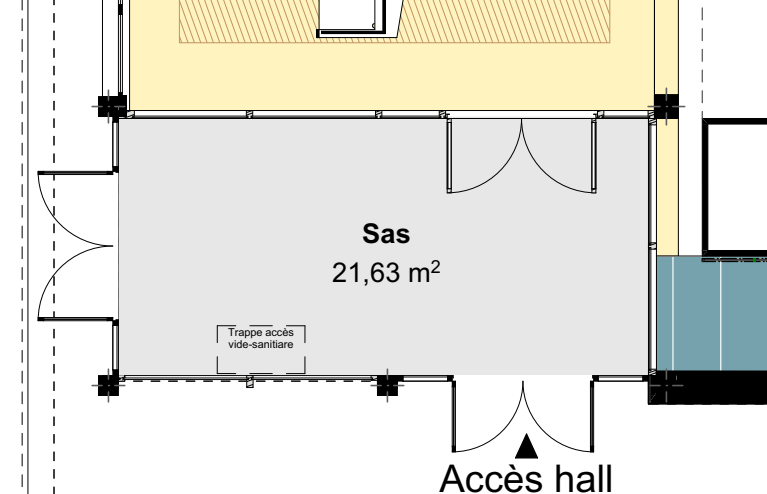 Sas
21,63 m²
Trappe accès
vide-sanitiare
Accès hall